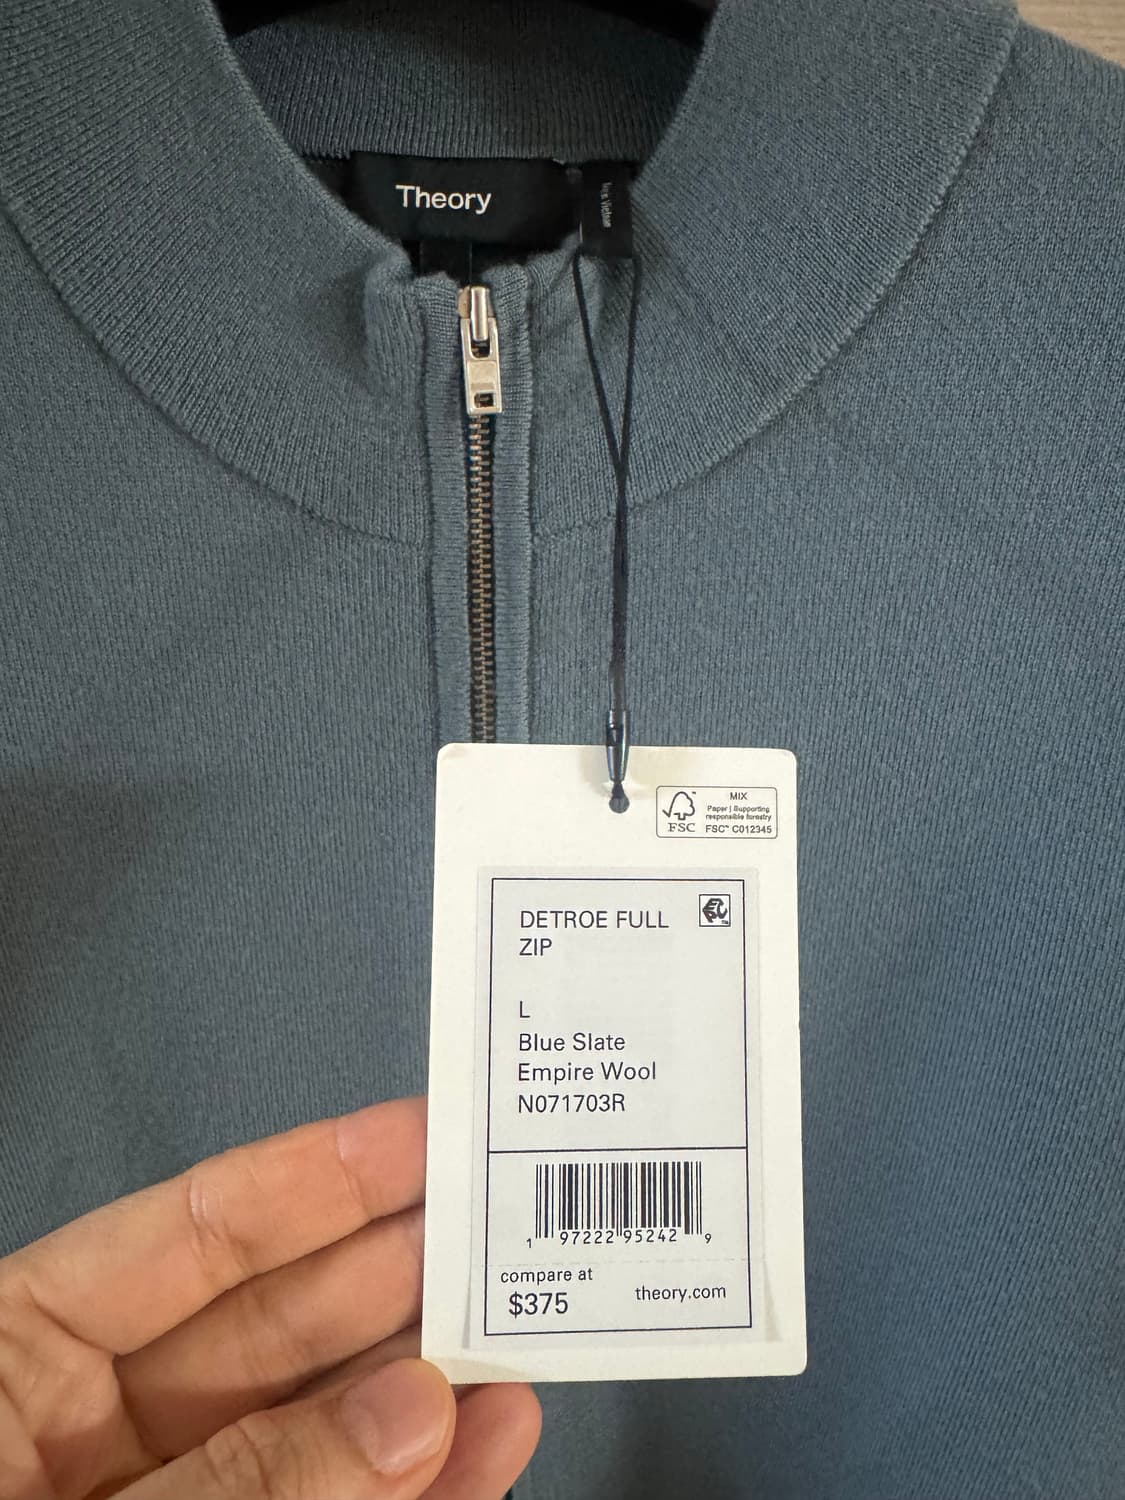 Theory
MIX
Paper | Supporting
responsible forestry
FSC
FSC™ C012345
DETROE FULL
ZIP
L
Blue Slate
Empire Wool
N071703R
1 97222 95242 9
compare at
$375
theory.com